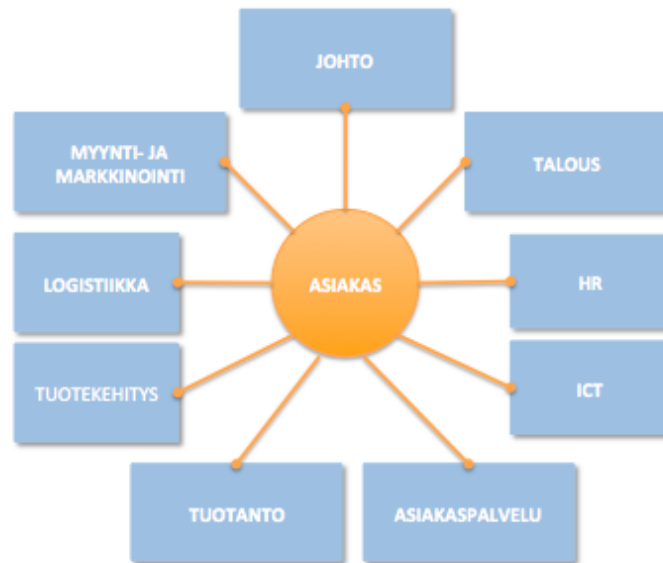 JOHTO
MYYNTI- JA
MARKKINOINTI
TALOUS
LOGISTIIKKA
ASIAKAS
HR
TUOTEKEHITYS
ICT
TUOTANTO
ASIAKASPALVELU